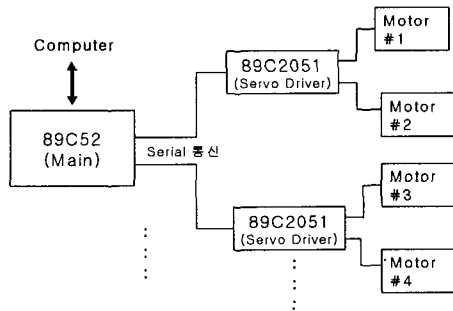 Computer
89C52
(Main)
Serial 통신
89C2051
(Servo Driver)
Motor
#1
Motor
#2
89C2051
(Servo Driver)
Motor
#3
Motor
#4